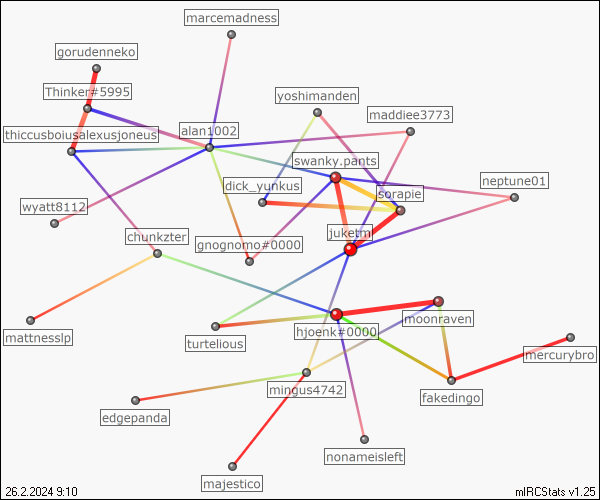 marcemadness
gorudenneko
Thinker#5995
yoshimanden
maddiee3773
alan1002
thiccusboiusalexusjoneus
swanky.pants
neptune01
dick_yunkus
sorapie
wyatt8112
juketm
chunkzter
gnognomo#0000
moonraven
hjoenk#0000
mattnesslp
turtelious
mercurybro
mingus4742
fakedingo
edgepanda
nonameisleft
majestico
26.2.2024 9:10
mIRCStats v1.25